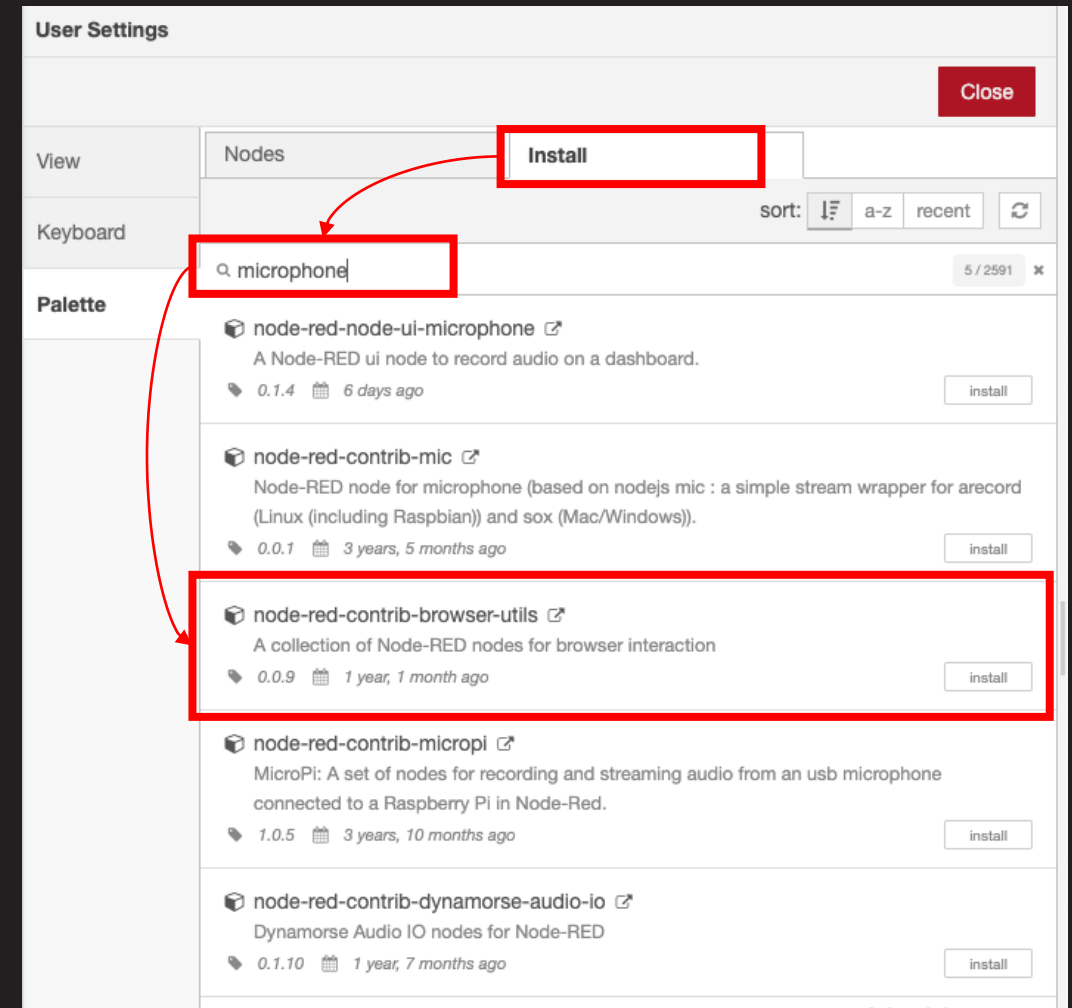 User Settings
Close
View
Nodes
Install
sort:
a-z
recent
Keyboard
microphone
5 / 2591
Palette
node-red-node-ui-microphone
A Node-RED ui node to record audio on a dashboard.
0.1.4 6 days ago
install
node-red-contrib-mic
Node-RED node for microphone (based on nodejs mic : a simple stream wrapper for arecord
(Linux (including Raspbian)) and sox (Mac/Windows)).
0.0.1 3 years, 5 months ago
install
node-red-contrib-browser-utils
A collection of Node-RED nodes for browser interaction
0.0.9 1 year, 1 month ago
install
node-red-contrib-micropi
MicroPi: A set of nodes for recording and streaming audio from an usb microphone
connected to a Raspberry Pi in Node-Red.
1.0.5 3 years, 10 months ago
install
node-red-contrib-dynamorse-audio-io
Dynamorse Audio IO nodes for Node-RED
0.1.10 1 year, 7 months ago
install